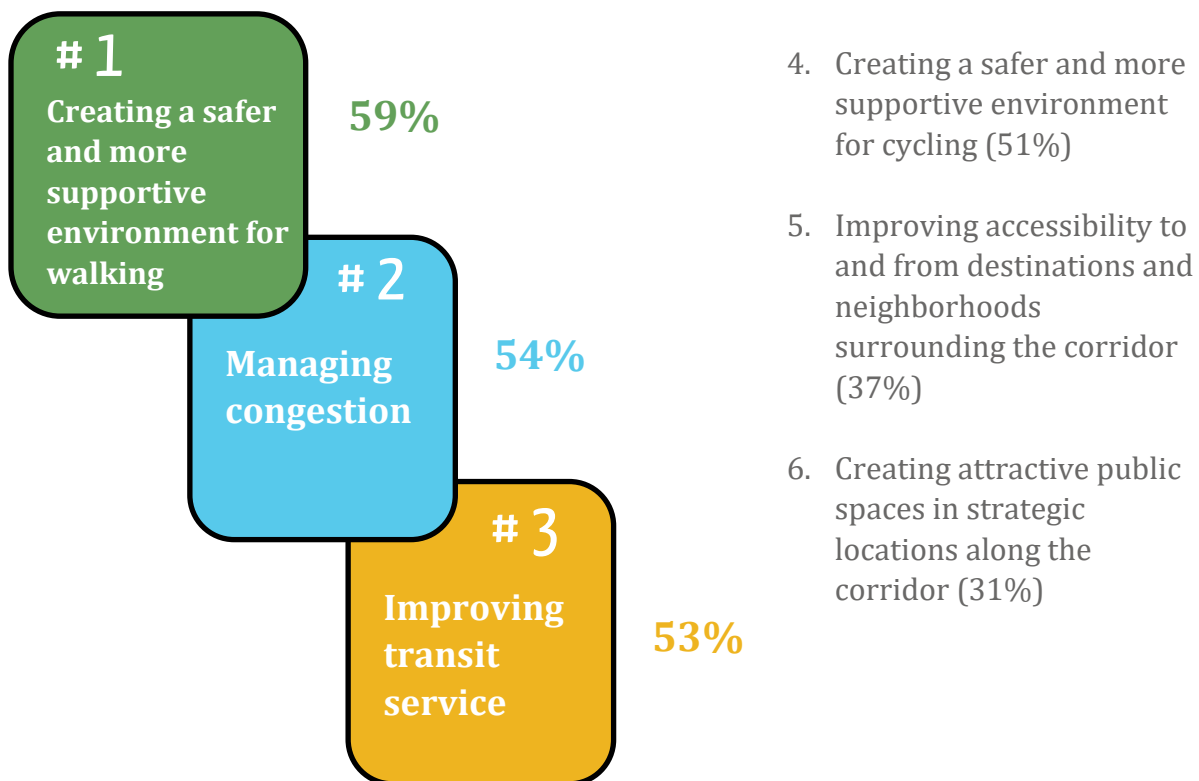 # 1
Creating a safer
and more
supportive
environment for
walking
59%
# 2
Managing
congestion
54%
# 3
Improving
transit
service
53%
4. Creating a safer and more
supportive environment
for cycling (51%)
5. Improving accessibility to
and from destinations and
neighborhoods
surrounding the corridor
(37%)
6. Creating attractive public
spaces in strategic
locations along the
corridor (31%)